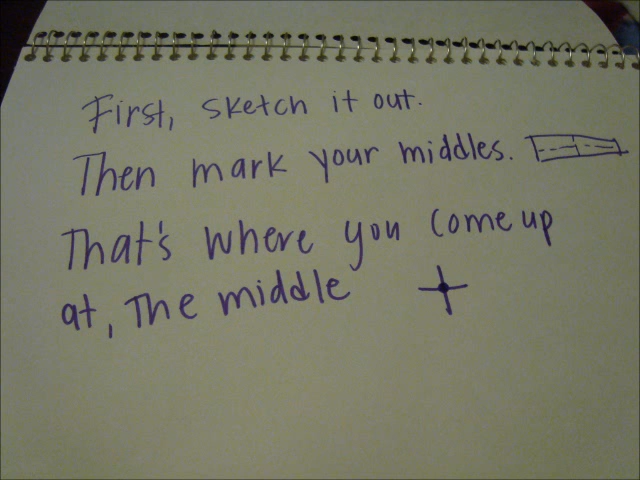 First, sketch it out.
Then mark your middles.
That's where you come up
at, The middle